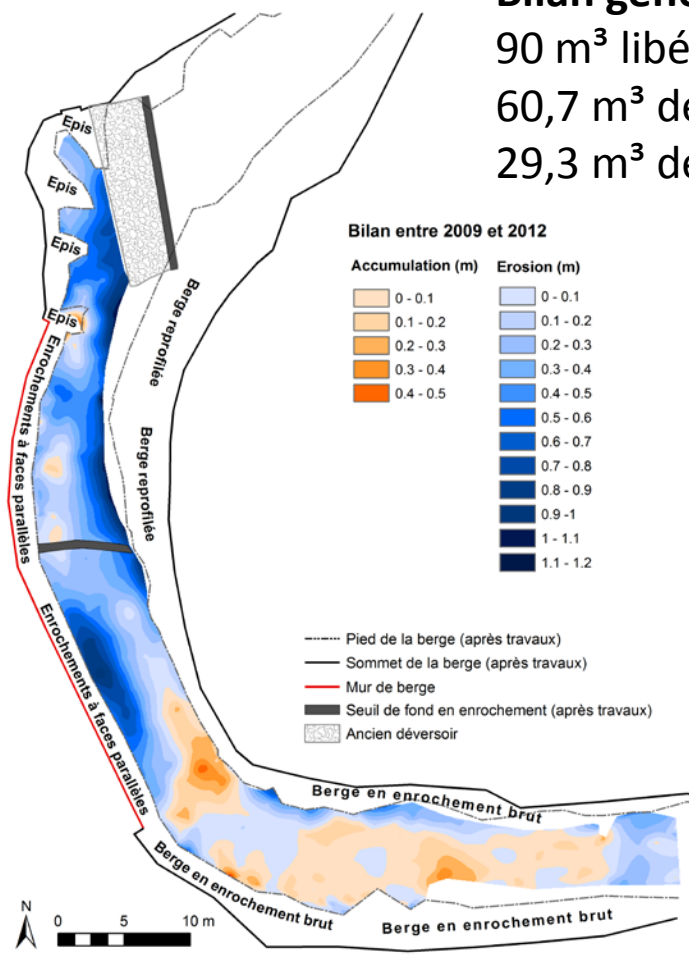 90 m³
60,7 m³
29,3 m³
Epis
Epis
Epis
Epis
Bilan entre 2009 et 2012
Accumulation (m)
0 - 0.1
0.1 - 0.2
0.2 - 0.3
0.3 - 0.4
0.4 - 0.5
Erosion (m)
0 - 0.1
0.1 - 0.2
0.2 - 0.3
0.3 - 0.4
0.4 - 0.5
0.5 - 0.6
0.6 - 0.7
0.7 - 0.8
0.8 - 0.9
0.9 -1
1 - 1.1
1.1 - 1.2
Berge reprofilée
Berge reprofilée
Enrochements à faces parallèles
Enrochements à faces parallèles
Pied de la berge (après travaux)
Sommet de la berge (après travaux)
Mur de berge
Seuil de fond en enrochement (après travaux)
Ancien déversoir
Berge en enrochement brut
Berge en enrochement brut
Berge en enrochement brut
N
0 5 10 m